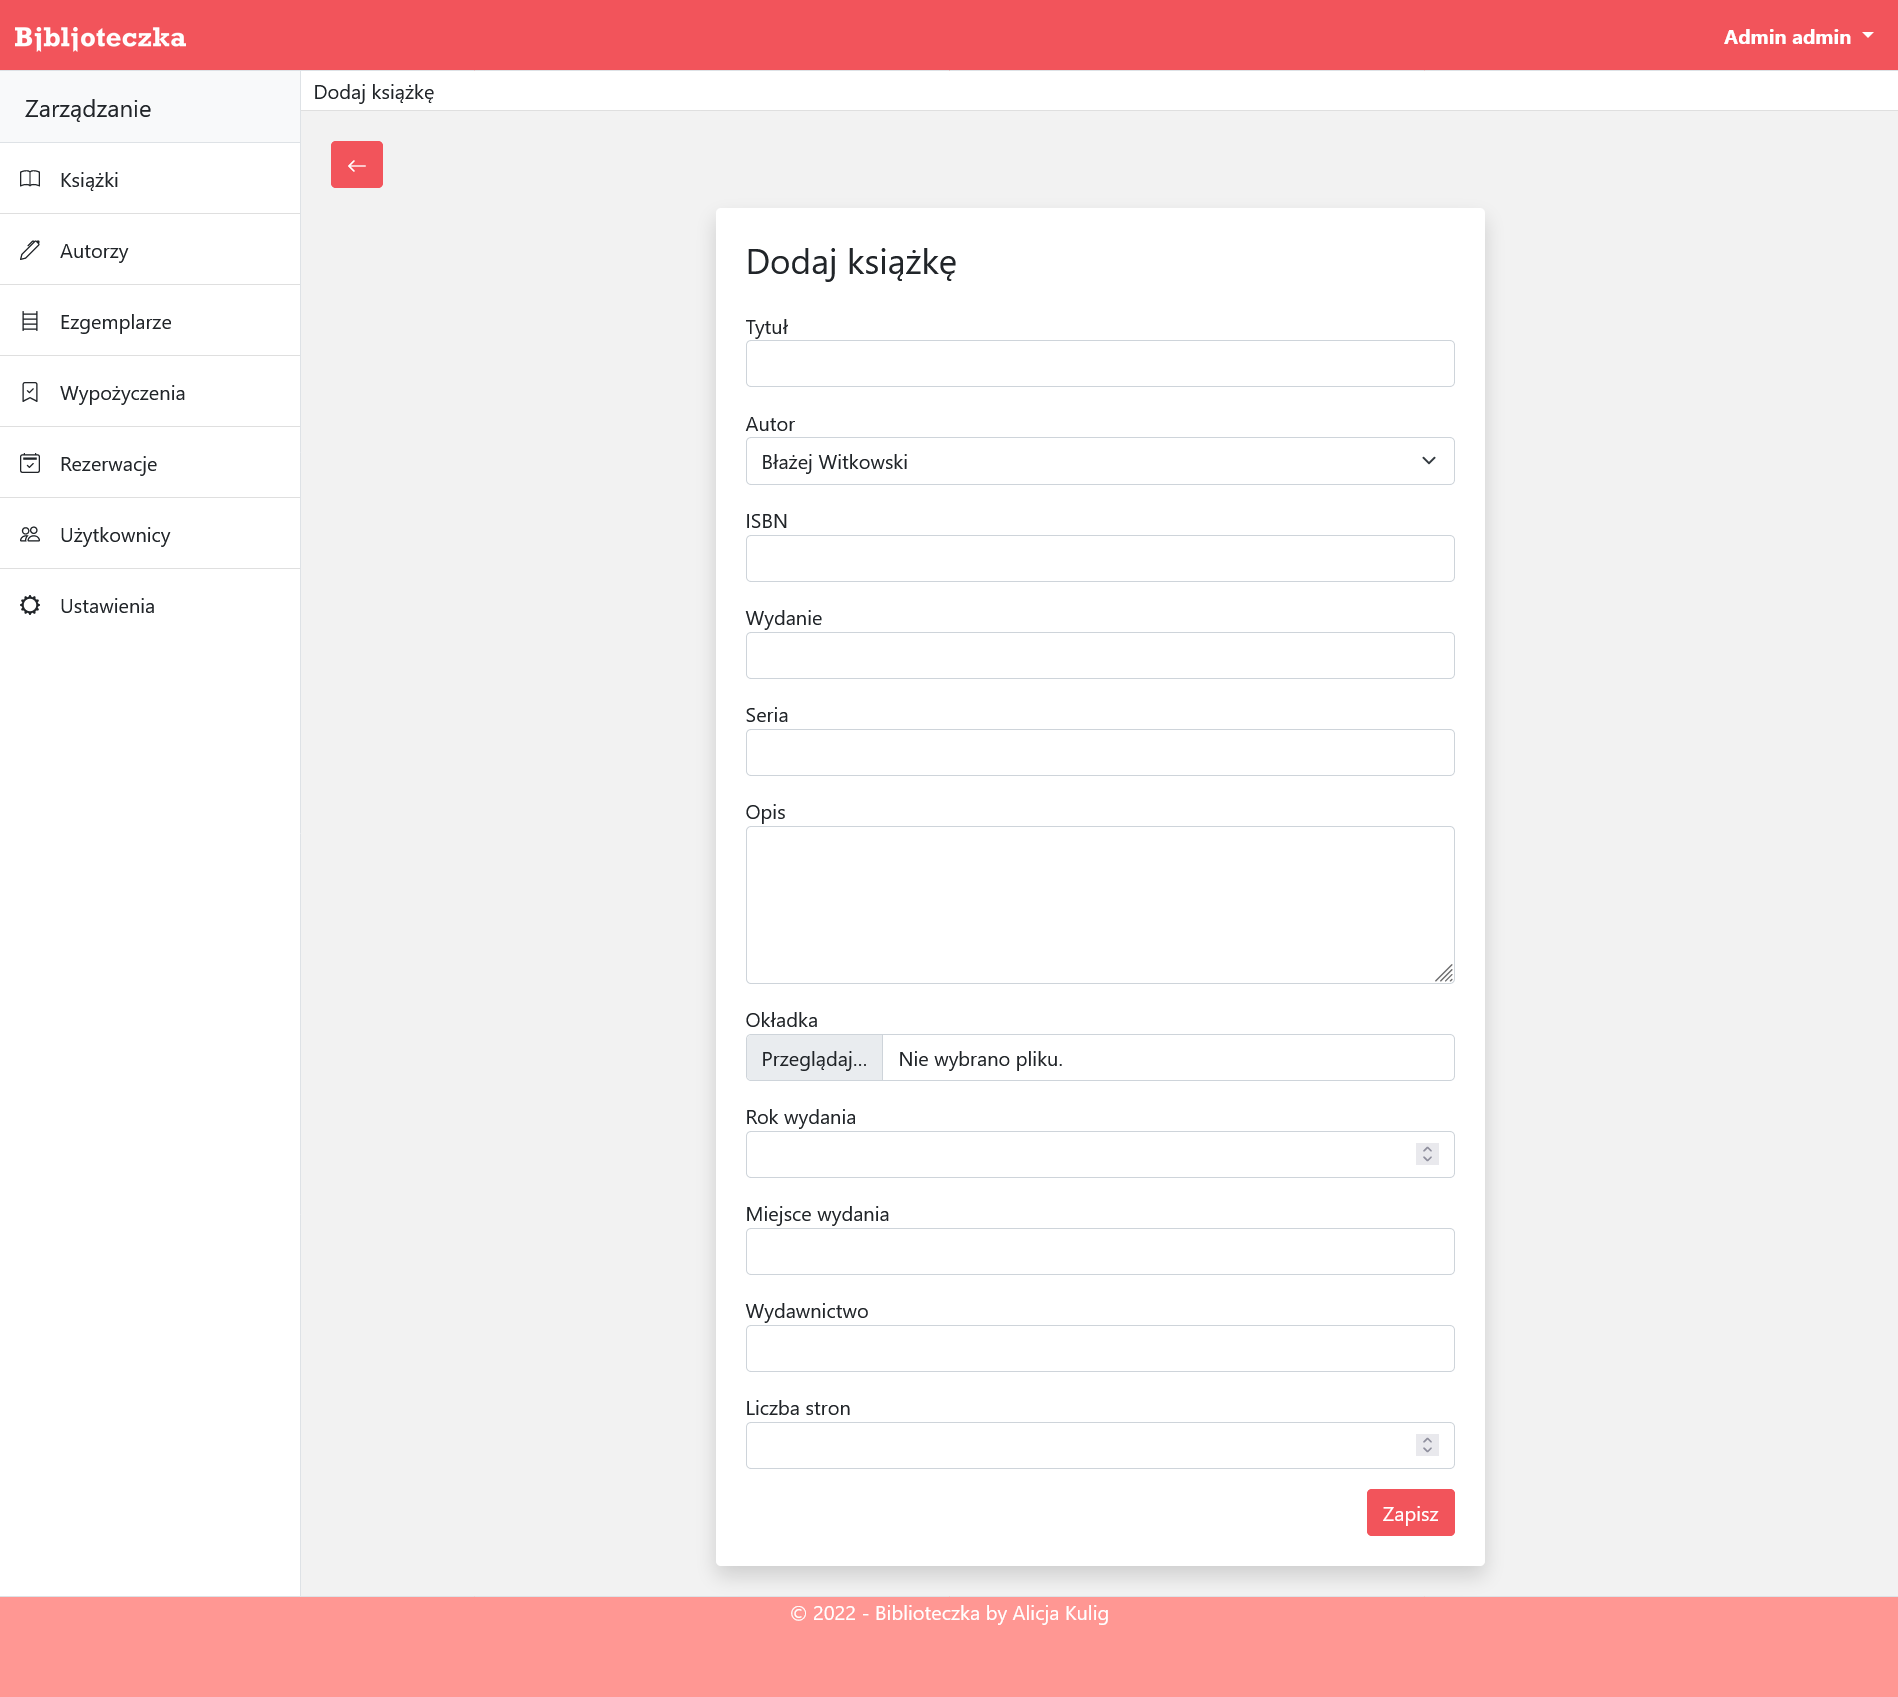 Bjbljoteczka
Admin admin
Zarządzanie
Książki
Autorzy
Ezgemplarze
Wypożyczenia
Rezerwacje
Użytkownicy
Ustawienia
Dodaj książkę
Dodaj książkę
Tytuł
Autor
Błażej Witkowski
ISBN
Wydanie
Seria
Opis
Okładka
Przeglądaj... Nie wybrano pliku.
Rok wydania
Miejsce wydania
Wydawnictwo
Liczba stron
Zapisz
© 2022 - Biblioteczka by Alicja Kulig